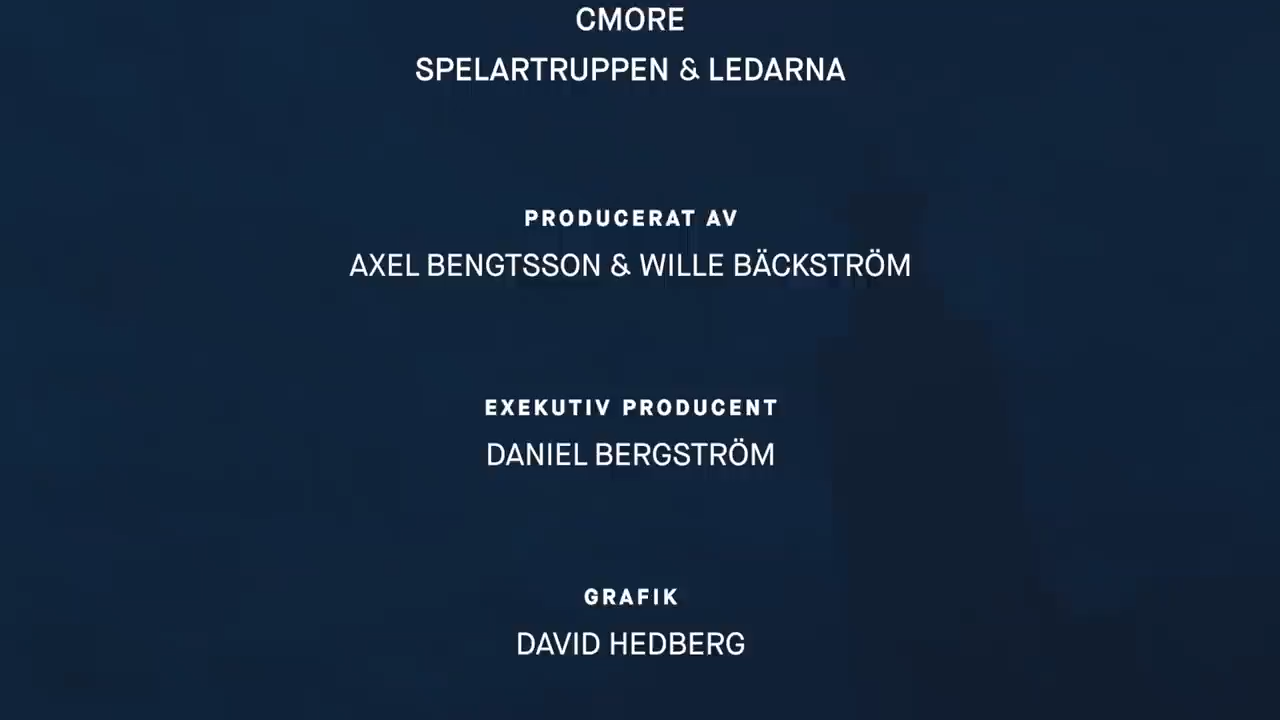 CMORE
SPELARTRUPPEN & LEDARNA
PRODUCERAT AV
AXEL BENGTSSON & WILLE BÄCKSTRÖM
EXEKUTIV PRODUCENT
DANIEL BERGSTRÖM
GRAFIK
DAVID HEDBERG